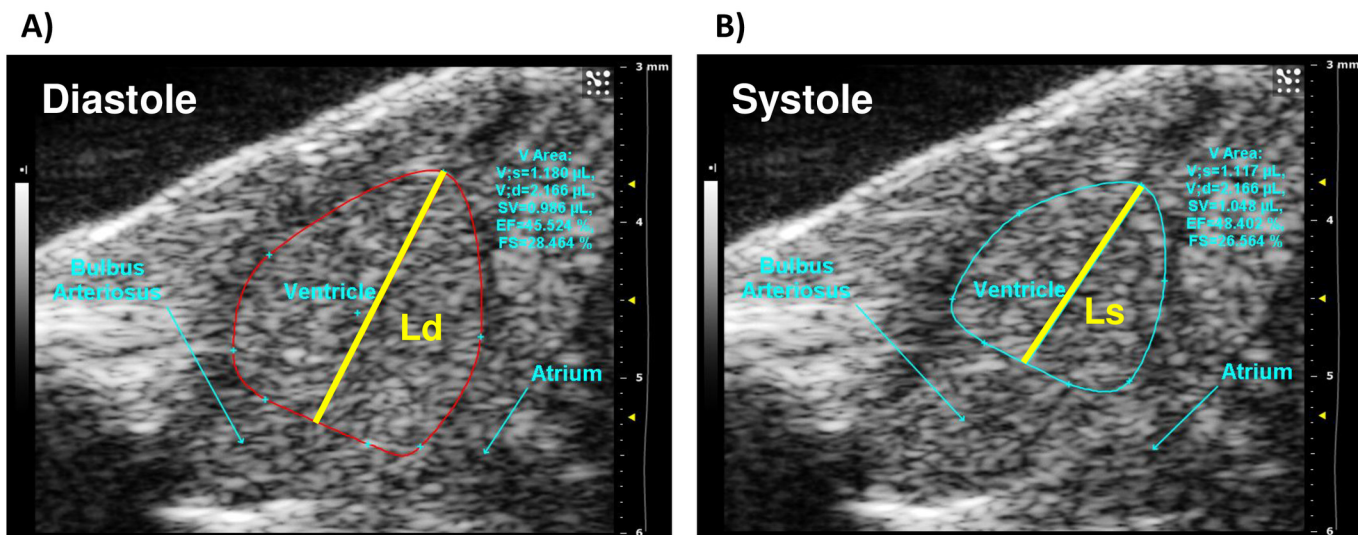 A)
Diastole
3 mm
V Area:
V;s=1.180 µL,
V;d=2.166 µL,
SV=0.986 µL,
EF=45.524 %,
FS=28.464 %
4
Bulbus
Arteriosus
Ventricle
Ld
Atrium
5
6
B)
Systole
3 mm
V Area:
V;s=1.117 µL,
V;d=2.166 µL,
SV=1.048 µL,
EF=48.402 %,
FS=26.564 %
4
Bulbus
Arteriosus
Ventricle
Ls
Atrium
5
6